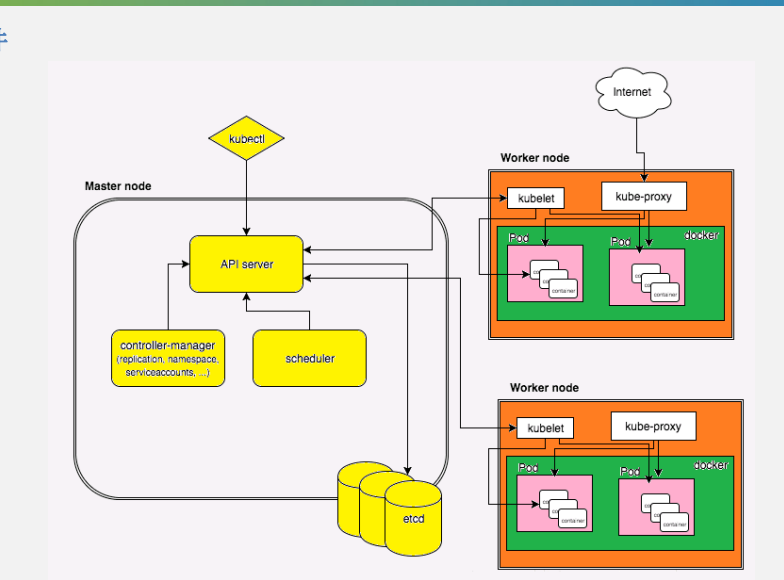 Internet
kubectl
Worker node
Master node
kubelet
kube-proxy
Pod
Pod
docker
container
container
API server
controller-manager
(replication, namespace,
serviceaccounts, ...)
scheduler
Worker node
kubelet
kube-proxy
Pod
Pod
docker
container
container
etcd